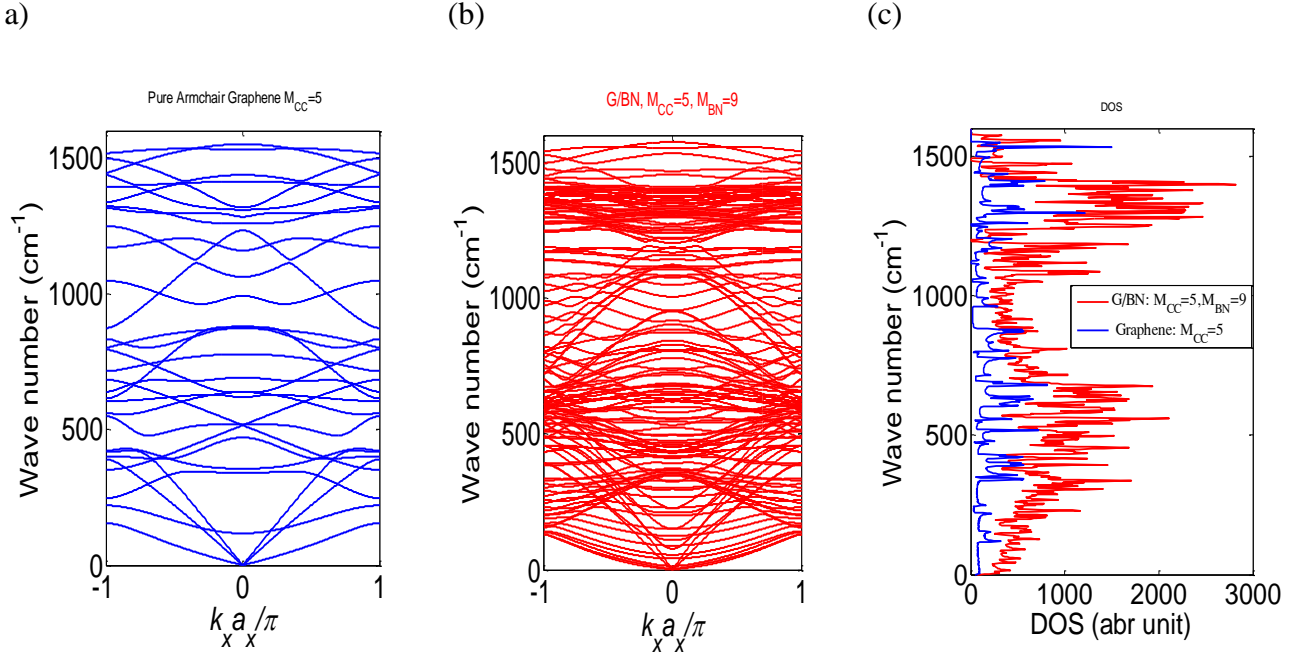 a)
(b)
(c)
Pure Armchair Graphene M_CC=5
1500
1000
500
0
-1
0
1
Wave number (cm⁻¹)
k_x a_x/π
G/BN, M_CC=5, M_BN=9
1500
1000
500
0
-1
0
1
Wave number (cm⁻¹)
k_x a_x/π
DOS
1500
1000
500
0
0
1000
2000
3000
Wave number (cm⁻¹)
DOS (abr unit)
G/BN: M_CC=5,M_BN=9
Graphene: M_CC=5